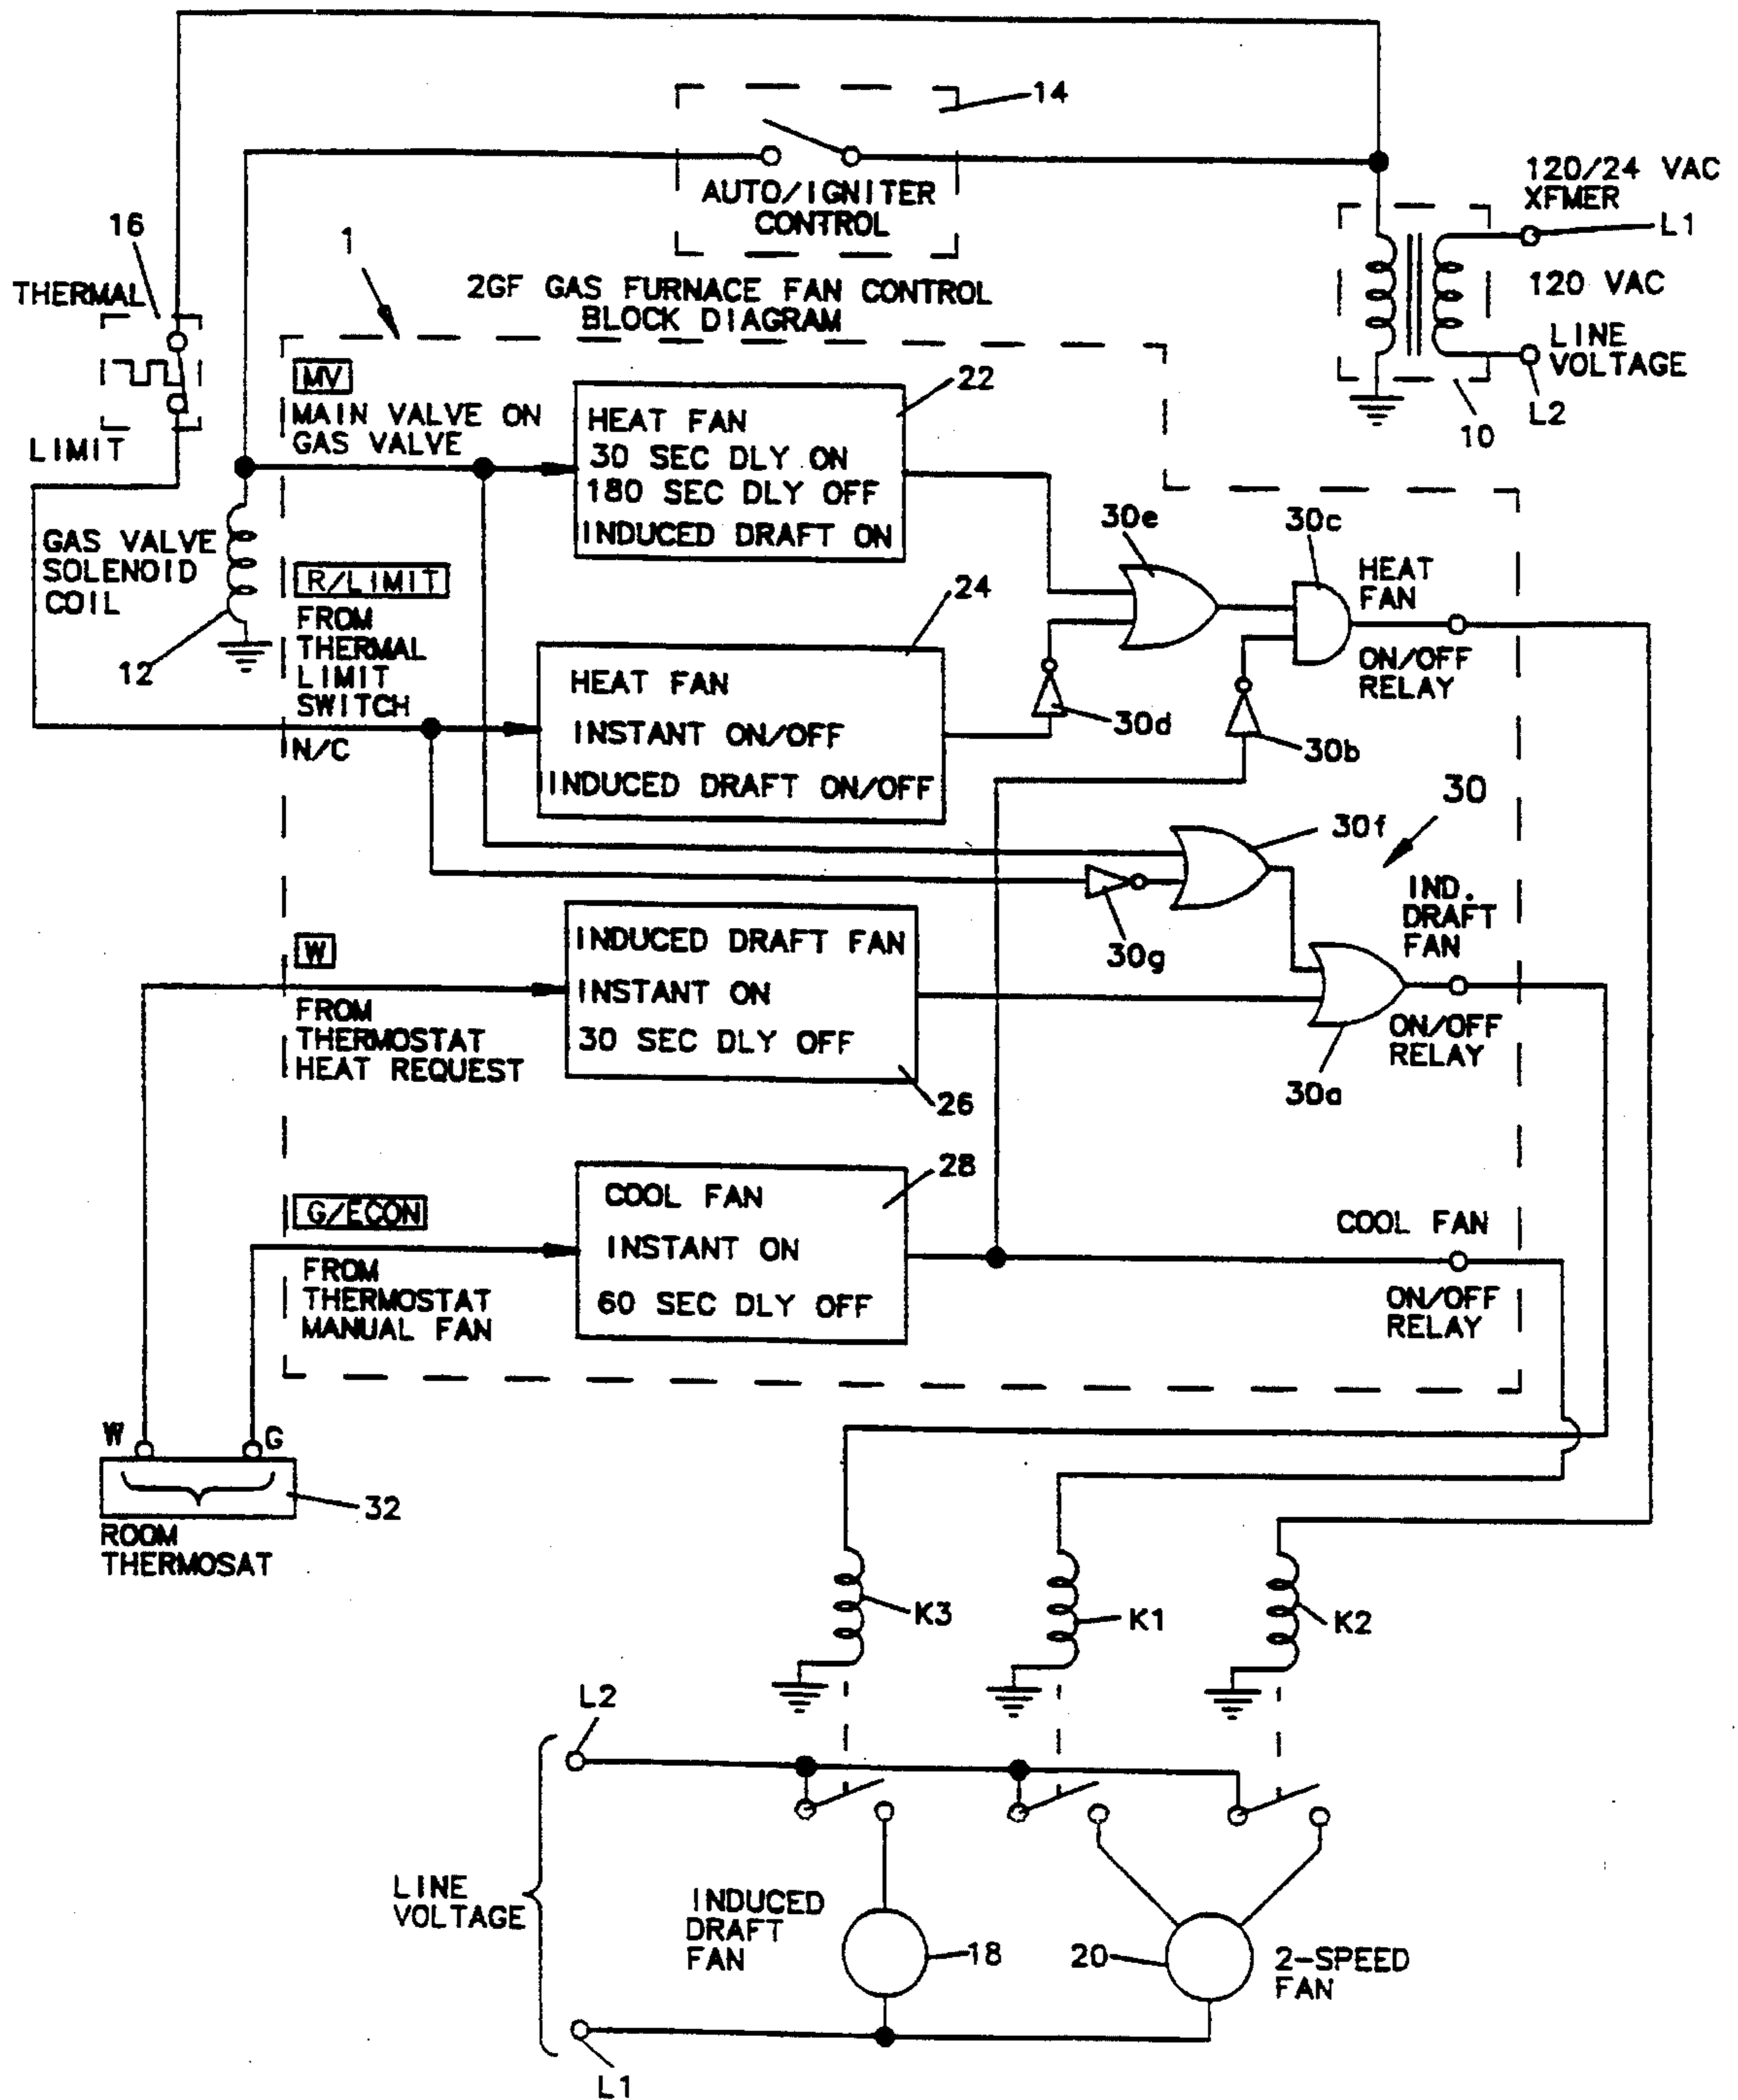 14
AUTO/IGNITER
CONTROL
120/24 VAC
XFMER
L1
120 VAC
LINE
VOLTAGE
L2
10
16
THERMAL
LIMIT
1
2GF GAS FURNACE FAN CONTROL
BLOCK DIAGRAM
MV
MAIN VALVE ON
GAS VALVE
22
HEAT FAN
30 SEC DLY ON
180 SEC DLY OFF
INDUCED DRAFT ON
30e
30c
HEAT
FAN
ON/OFF
RELAY
GAS VALVE
SOLENOID
COIL
12
R/LIMIT
FROM
THERMAL
LIMIT
SWITCH
N/C
24
HEAT FAN
INSTANT ON/OFF
INDUCED DRAFT ON/OFF
30d
30b
30
30f
30g
IND.
DRAFT
FAN
ON/OFF
RELAY
30a
W
FROM
THERMOSTAT
HEAT REQUEST
INDUCED DRAFT FAN
INSTANT ON
30 SEC DLY OFF
26
G/ECON
FROM
THERMOSTAT
MANUAL FAN
28
COOL FAN
INSTANT ON
60 SEC DLY OFF
COOL FAN
ON/OFF
RELAY
W
G
32
ROOM
THERMOSAT
K3
K1
K2
L2
LINE
VOLTAGE
INDUCED
DRAFT
FAN
18
20
2-SPEED
FAN
L1